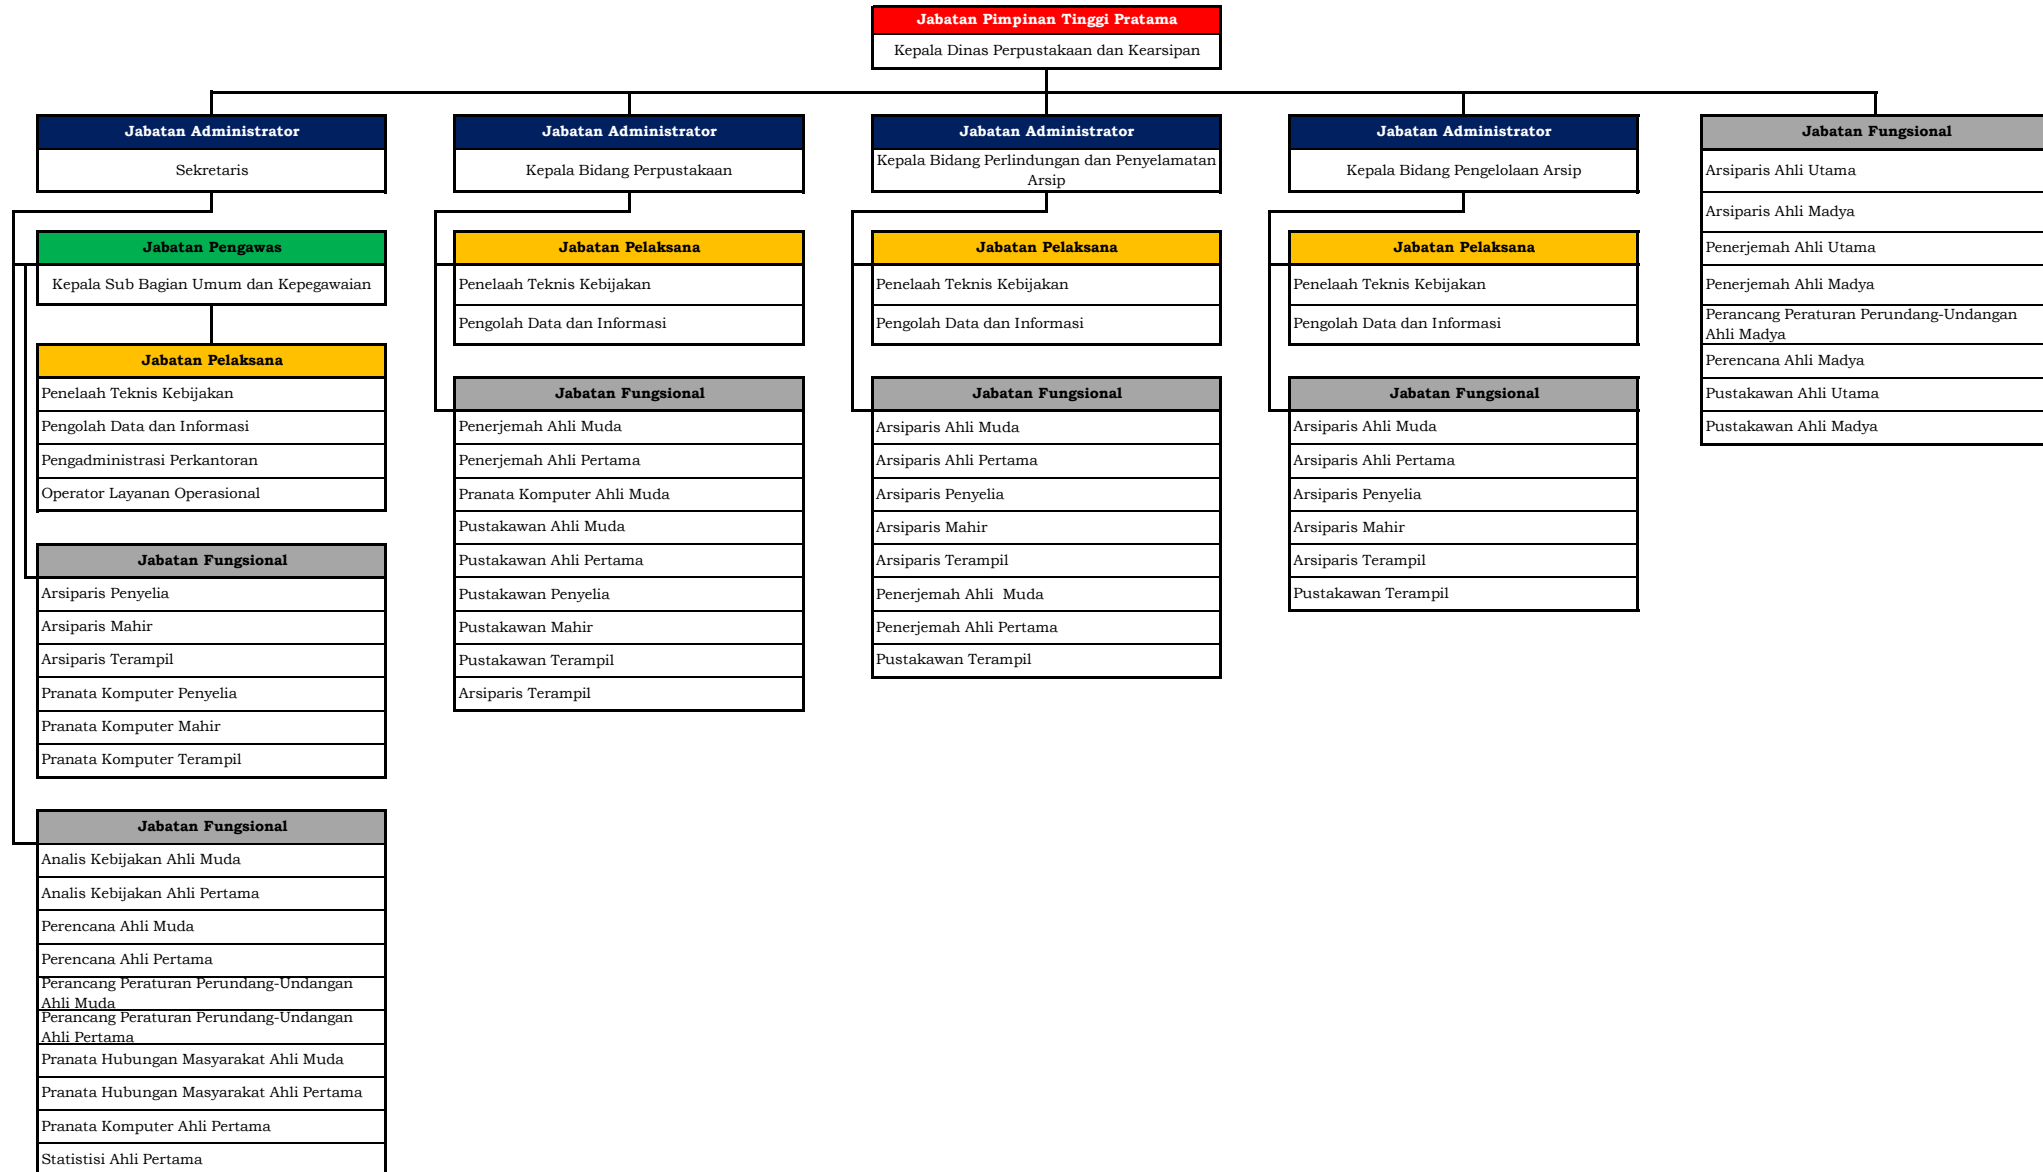 Jabatan Pimpinan Tinggi Pratama
Kepala Dinas Perpustakaan dan Kearsipan
Jabatan Administrator
Sekretaris
Jabatan Pengawas
Kepala Sub Bagian Umum dan Kepegawaian
Jabatan Pelaksana
Penelaah Teknis Kebijakan
Pengolah Data dan Informasi
Pengadministrasi Perkantoran
Operator Layanan Operasional
Jabatan Fungsional
Arsiparis Penyelia
Arsiparis Mahir
Arsiparis Terampil
Pranata Komputer Penyelia
Pranata Komputer Mahir
Pranata Komputer Terampil
Jabatan Fungsional
Analis Kebijakan Ahli Muda
Analis Kebijakan Ahli Pertama
Perencana Ahli Muda
Perencana Ahli Pertama
Perancang Peraturan Perundang-Undangan
Ahli Muda
Perancang Peraturan Perundang-Undangan
Ahli Pertama
Pranata Hubungan Masyarakat Ahli Muda
Pranata Hubungan Masyarakat Ahli Pertama
Pranata Komputer Ahli Pertama
Statistisi Ahli Pertama
Jabatan Administrator
Kepala Bidang Perpustakaan
Jabatan Pelaksana
Penelaah Teknis Kebijakan
Pengolah Data dan Informasi
Jabatan Fungsional
Penerjemah Ahli Muda
Penerjemah Ahli Pertama
Pranata Komputer Ahli Muda
Pustakawan Ahli Muda
Pustakawan Ahli Pertama
Pustakawan Penyelia
Pustakawan Mahir
Pustakawan Terampil
Arsiparis Terampil
Jabatan Administrator
Kepala Bidang Perlindungan dan Penyelamatan
Arsip
Jabatan Pelaksana
Penelaah Teknis Kebijakan
Pengolah Data dan Informasi
Jabatan Fungsional
Arsiparis Ahli Muda
Arsiparis Ahli Pertama
Arsiparis Penyelia
Arsiparis Mahir
Arsiparis Terampil
Penerjemah Ahli  Muda
Penerjemah Ahli Pertama
Pustakawan Terampil
Jabatan Administrator
Kepala Bidang Pengelolaan Arsip
Jabatan Pelaksana
Penelaah Teknis Kebijakan
Pengolah Data dan Informasi
Jabatan Fungsional
Arsiparis Ahli Muda
Arsiparis Ahli Pertama
Arsiparis Penyelia
Arsiparis Mahir
Arsiparis Terampil
Pustakawan Terampil
Jabatan Fungsional
Arsiparis Ahli Utama
Arsiparis Ahli Madya
Penerjemah Ahli Utama
Penerjemah Ahli Madya
Perancang Peraturan Perundang-Undangan
Ahli Madya
Perencana Ahli Madya
Pustakawan Ahli Utama
Pustakawan Ahli Madya